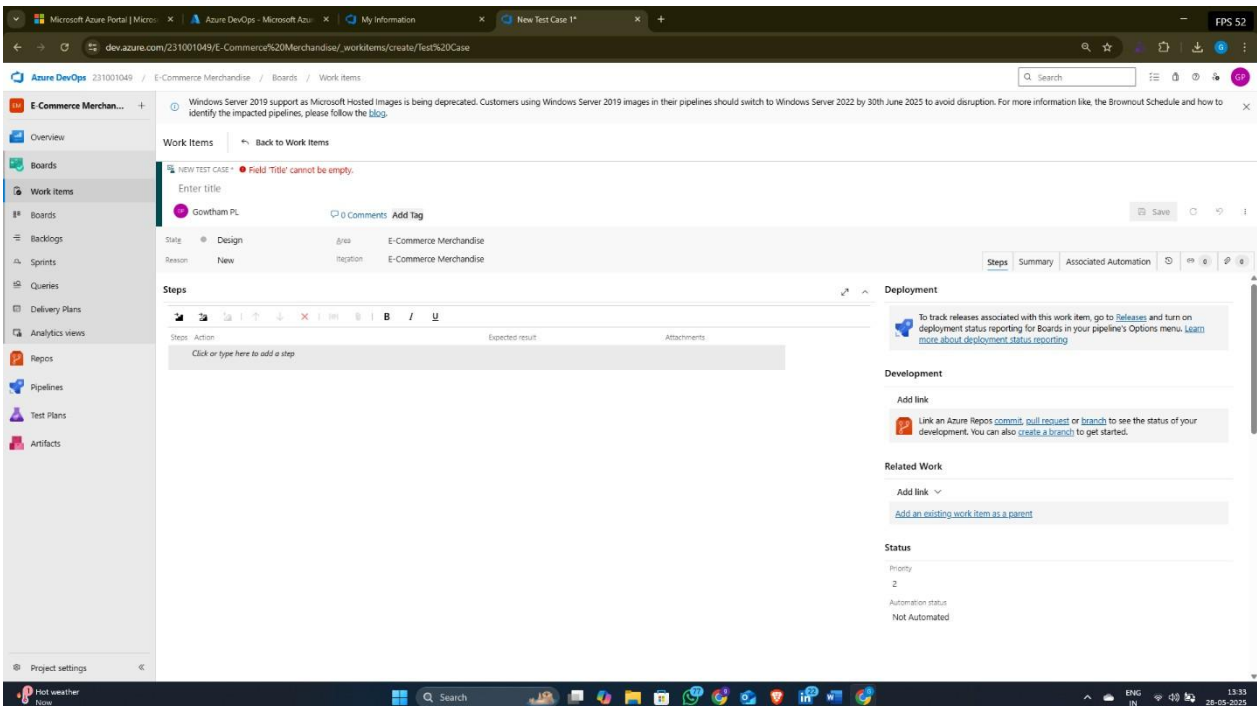 Microsoft Azure Portal | Micros
Azure DevOps - Microsoft Azu
My Information
New Test Case 1*
FPS 52
dev.azure.com/231001049/E-Commerce%20Merchandise/_workitems/create/Test%20Case
Azure DevOps 231001049 / E-Commerce Merchandise / Boards / Work items
Search
GP
E-Commerce Merchan...
Windows Server 2019 support as Microsoft Hosted Images is being deprecated. Customers using Windows Server 2019 images in their pipelines should switch to Windows Server 2022 by 30th June 2025 to avoid disruption. For more information like, the Brownout Schedule and how to
identify the impacted pipelines, please follow the blog.
Overview
Boards
Work items
Boards
Backlogs
Sprints
Queries
Delivery Plans
Analytics views
Repos
Pipelines
Test Plans
Artifacts
Project settings
Work Items
Back to Work Items
NEW TEST CASE * Field 'Title' cannot be empty.
Enter title
Gowtham PL
0 Comments Add Tag
Save
State Design
Area E-Commerce Merchandise
Reason New
Iteration E-Commerce Merchandise
Steps Summary Associated Automation 0 0
Steps
B I U
Steps Action Expected result Attachments
Click or type here to add a step
Deployment
To track releases associated with this work item, go to Releases and turn on
deployment status reporting for Boards in your pipeline's Options menu. Learn
more about deployment status reporting
Development
Add link
Link an Azure Repos commit, pull request or branch to see the status of your
development. You can also create a branch to get started.
Related Work
Add link
Add an existing work item as a parent
Status
Priority
2
Automation status
Not Automated
Hot weather
Now
Search
ENG
IN
13:33
28-05-2025